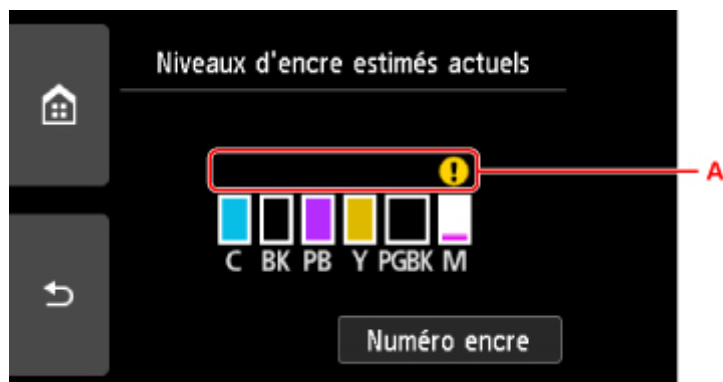 Niveaux d'encre estimés actuels
A
C BK PB Y PGBK M
Numéro encre